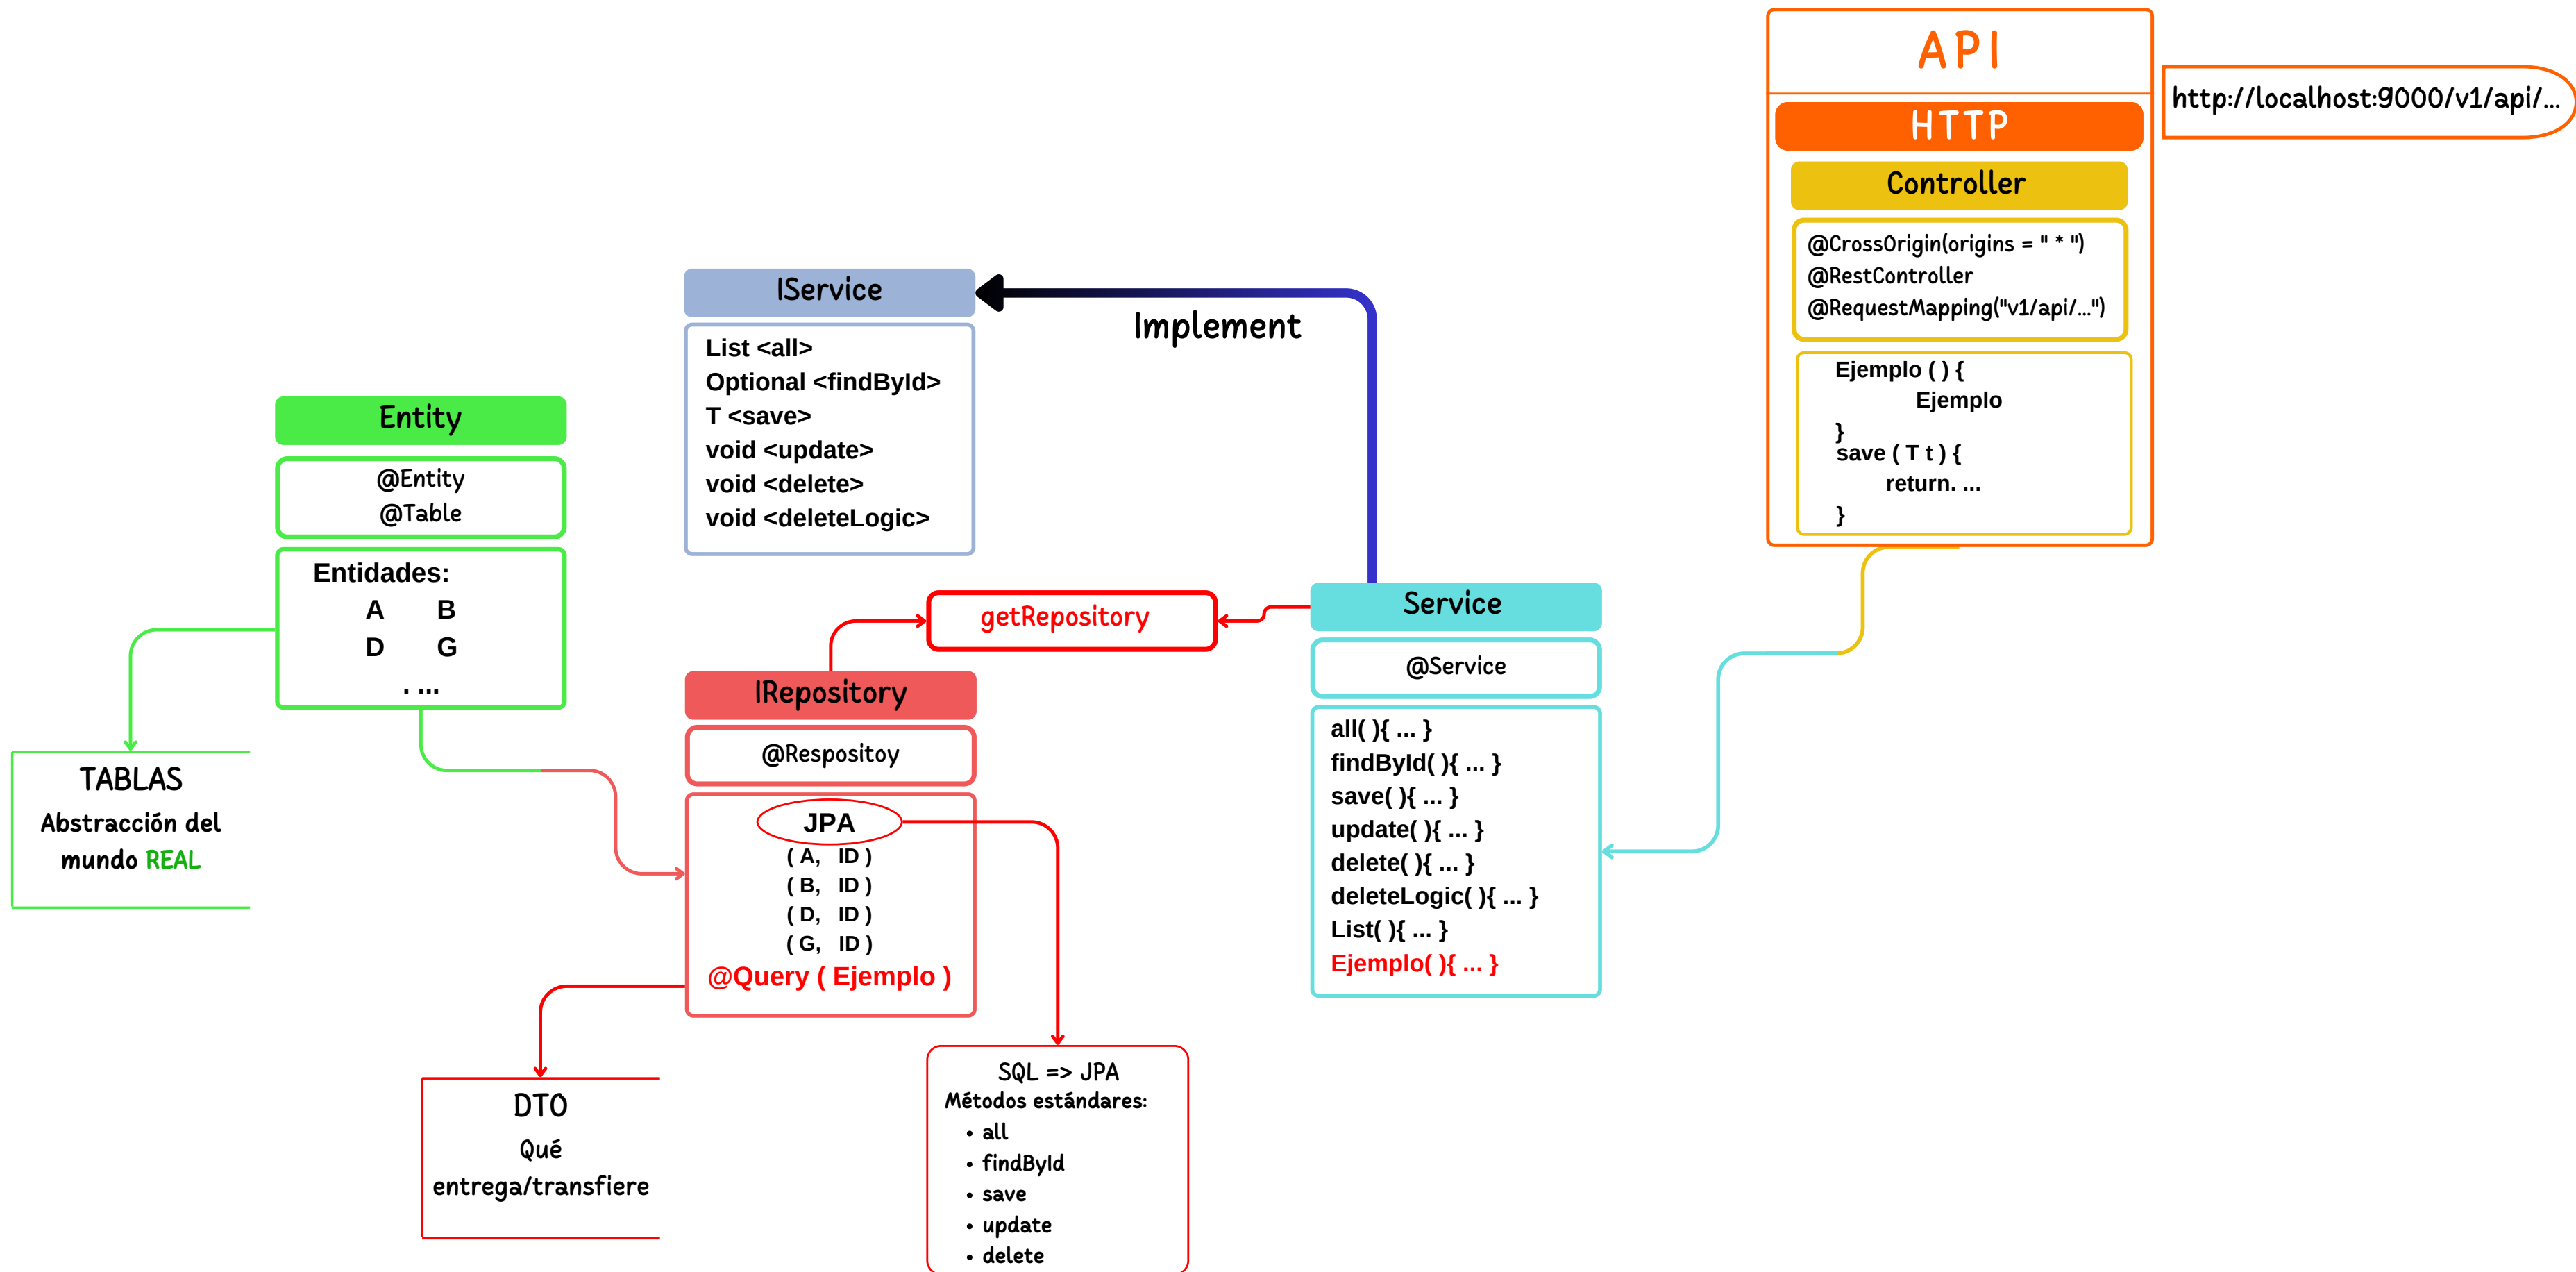 API
http://localhost:9000/v1/api/...
HTTP
Controller
@CrossOrigin(origins = " * ")
@RestController
@RequestMapping("v1/api/...")
Ejemplo ( ) {
Ejemplo
}
save ( T t ) {
return. ...
}
IService
List <all>
Optional <findById>
T <save>
void <update>
void <delete>
void <deleteLogic>
Implement
Entity
@Entity
@Table
Entidades:
A B
D G
. ...
TABLAS
Abstracción del
mundo REAL
getRepository
IRepository
@Respositoy
JPA
( A, ID )
( B, ID )
( D, ID )
( G, ID )
@Query ( Ejemplo )
Service
@Service
all( ){ ... }
findById( ){ ... }
save( ){ ... }
update( ){ ... }
delete( ){ ... }
deleteLogic( ){ ... }
List( ){ ... }
Ejemplo( ){ ... }
DTO
Qué
entrega/transfiere
SQL => JPA
Métodos estándares:
• all
• findById
• save
• update
• delete